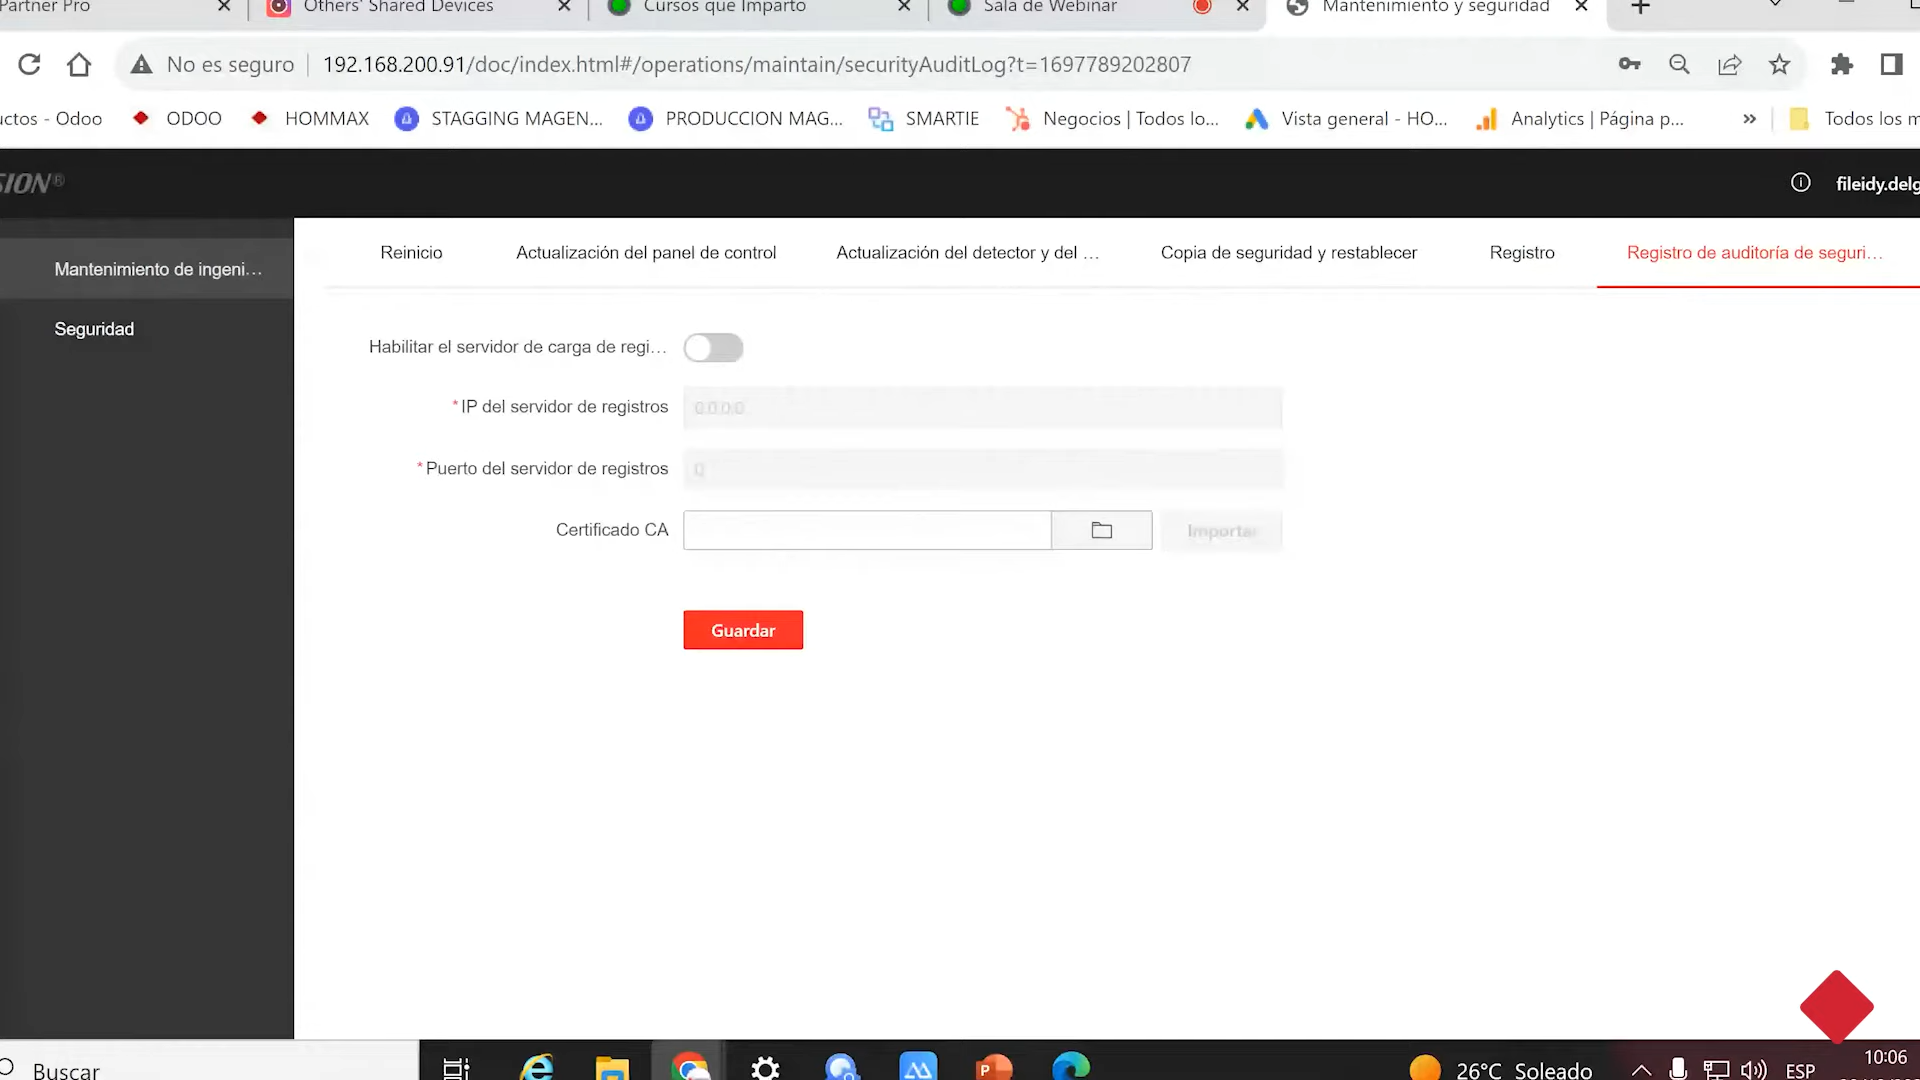 Partner Pro
Others' Shared Devices
Cursos que Imparto
Sala de Webinar
Mantenimiento y seguridad
No es seguro
192.168.200.91/doc/index.html#/operations/maintain/securityAuditLog?t=1697789202807
uctos - Odoo
ODOO
HOMMAX
STAGGING MAGEN...
PRODUCCION MAG...
SMARTIE
Negocios | Todos lo...
Vista general - HO...
Analytics | Página p...
»
Todos los m
SION®
fileidy.delg
Mantenimiento de ingeni...
Seguridad
Reinicio
Actualización del panel de control
Actualización del detector y del ...
Copia de seguridad y restablecer
Registro
Registro de auditoría de seguri...
Habilitar el servidor de carga de regi...
*IP del servidor de registros
0.0.0.0
*Puerto del servidor de registros
0
Certificado CA
Importar
Guardar
Buscar
26°C Soleado
ESP
10:06